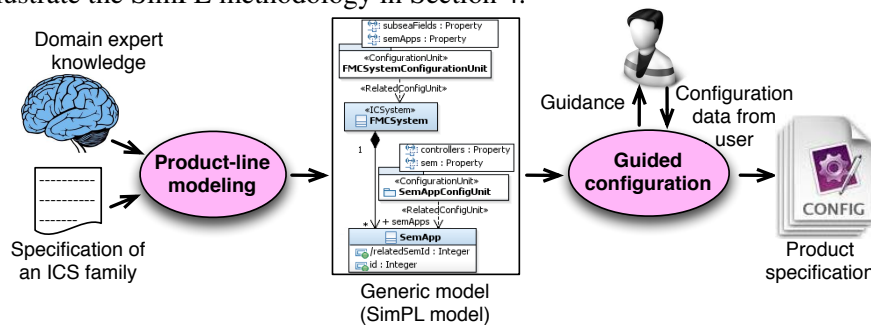 lustrate the SimPL methodology in Section 4.
Domain expert
knowledge
Specification of
an ICS family
Product-line
modeling
subseaFields : Property
semApps : Property
«ConfigurationUnit»
FMCSystemConfigurationUnit
«RelatedConfigUnit»
«ICSystem»
FMCSystem
1
controllers : Property
sem : Property
«ConfigurationUnit»
SemAppConfigUnit
«RelatedConfigUnit»
* + semApps
SemApp
/relatedSemId : Integer
id : Integer
Generic model
(SimPL model)
Guidance
Configuration
data from
user
Guided
configuration
CONFIG
Product
specification